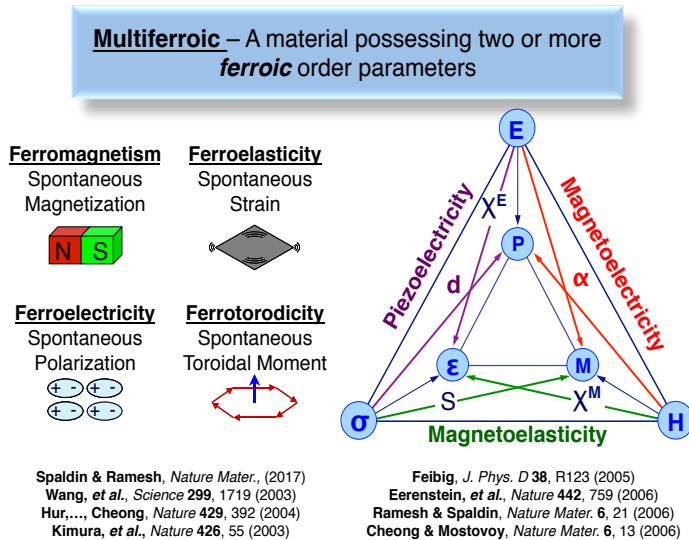 Multiferroic – A material possessing two or more
ferroic order parameters
Ferromagnetism
Spontaneous
Magnetization
N S
Ferroelasticity
Spontaneous
Strain
Ferroelectricity
Spontaneous
Polarization
+ - + -
+ - + -
Ferrotorodicity
Spontaneous
Toroidal Moment
E
Piezoelectricity
Magnetoelectricity
χᴱ
P
d
α
ε
M
S
χᴹ
σ
H
Magnetoelasticity
Spaldin & Ramesh, Nature Mater., (2017)
Wang, et al., Science 299, 1719 (2003)
Hur,..., Cheong, Nature 429, 392 (2004)
Kimura, et al., Nature 426, 55 (2003)
Feibig, J. Phys. D 38, R123 (2005)
Eerenstein, et al., Nature 442, 759 (2006)
Ramesh & Spaldin, Nature Mater. 6, 21 (2006)
Cheong & Mostovoy, Nature Mater. 6, 13 (2006)